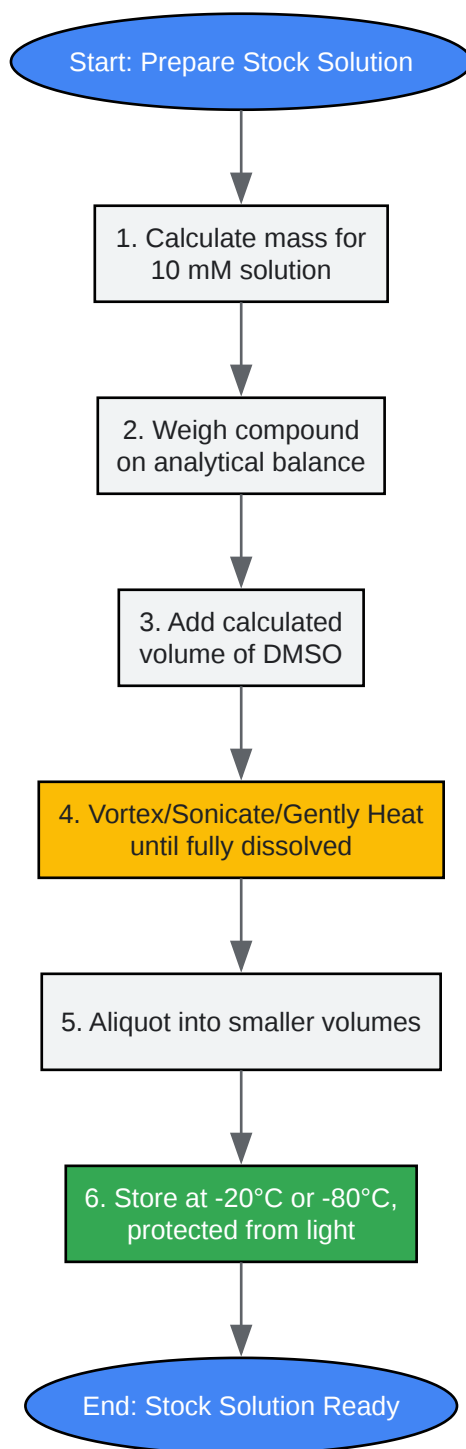 Start: Prepare Stock Solution
1. Calculate mass for
10 mM solution
2. Weigh compound
on analytical balance
3. Add calculated
volume of DMSO
4. Vortex/Sonicate/Gently Heat
until fully dissolved
5. Aliquot into smaller volumes
6. Store at -20°C or -80°C,
protected from light
End: Stock Solution Ready